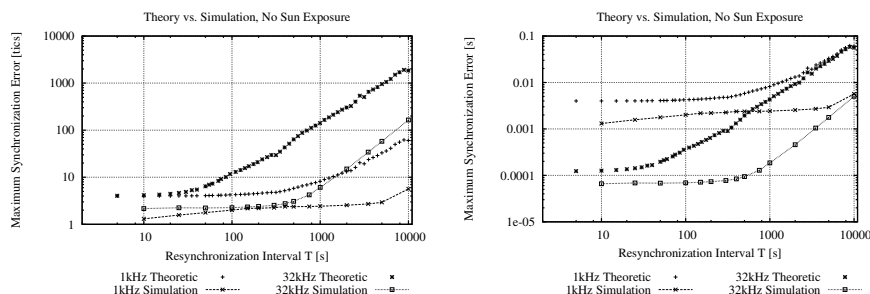 Theory vs. Simulation, No Sun Exposure
Maximum Synchronization Error [tics]
10000
1000
100
10
1
10 100 1000 10000
Resynchronization Interval T [s]
1kHz Theoretic
1kHz Simulation
32kHz Theoretic
32kHz Simulation
Theory vs. Simulation, No Sun Exposure
Maximum Synchronization Error [s]
0.1
0.01
0.001
0.0001
1e-05
10 100 1000 10000
Resynchronization Interval T [s]
1kHz Theoretic
1kHz Simulation
32kHz Theoretic
32kHz Simulation